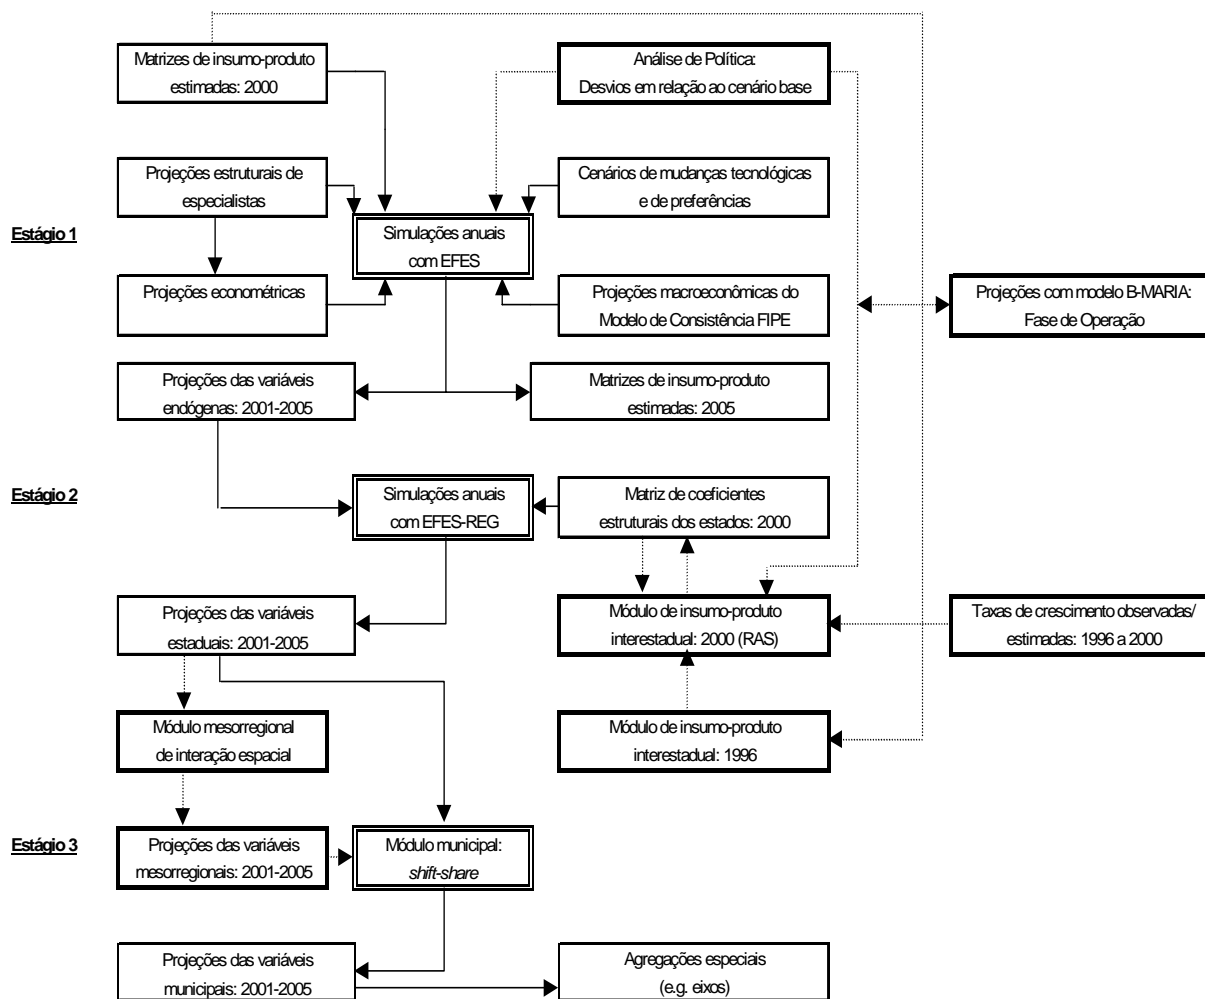 Matrizes de insumo-produto
estimadas: 2000
Análise de Política:
Desvios em relação ao cenário base
Projeções estruturais de
especialistas
Cenários de mudanças tecnológicas
e de preferências
Estágio 1
Simulações anuais
com EFES
Projeções econométricas
Projeções macroeconômicas do
Modelo de Consistência FIPE
Projeções com modelo B-MARIA:
Fase de Operação
Projeções das variáveis
endógenas: 2001-2005
Matrizes de insumo-produto
estimadas: 2005
Estágio 2
Simulações anuais
com EFES-REG
Matriz de coeficientes
estruturais dos estados: 2000
Projeções das variáveis
estaduais: 2001-2005
Módulo de insumo-produto
interestadual: 2000 (RAS)
Taxas de crescimento observadas/
estimadas: 1996 a 2000
Módulo mesorregional
de interação espacial
Módulo de insumo-produto
interestadual: 1996
Estágio 3
Projeções das variáveis
mesorregionais: 2001-2005
Módulo municipal:
shift-share
Projeções das variáveis
municipais: 2001-2005
Agregações especiais
(e.g. eixos)